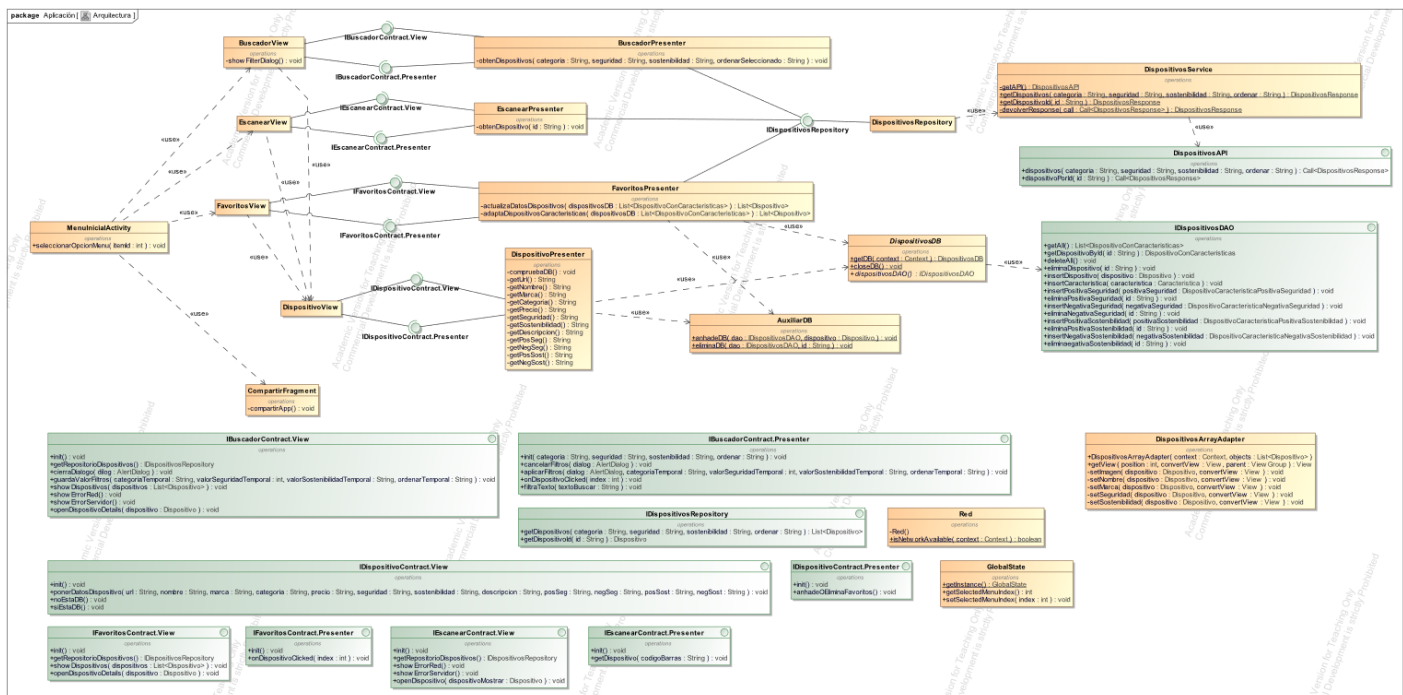 package Aplicación [ Arquitectura ]
BuscadorView
operations
-showFilterDialog() : void
IBuscadorContract.View
IBuscadorContract.Presenter
BuscadorPresenter
operations
-obtenDispositivos( categoria : String, seguridad : String, sostenibilidad : String, ordenarSeleccionado : String ) : void
EscanearView
IEscanearContract.View
IEscanearContract.Presenter
EscanearPresenter
operations
-obtenDispositivo( id : String ) : void
IDispositivosRepository
DispositivosRepository
«use»
DispositivosService
operations
-getAPI() : DispositivosAPI
+getDispositivos( categoria : String, seguridad : String, sostenibilidad : String, ordenar : String ) : DispositivosResponse
+getDispositivoId( id : String ) : DispositivosResponse
-devolverResponse( call : Call<DispositivosResponse> ) : DispositivosResponse
«use»
DispositivosAPI
operations
+dispositivos( categoria : String, seguridad : String, sostenibilidad : String, ordenar : String ) : Call<DispositivosResponse>
+dispositivoPorId( id : String ) : Call<DispositivosResponse>
«use»
«use»
«use»
«use»
«use»
«use»
«use»
MenuInicialActivity
operations
+seleccionarOpcionMenu( itemId : int ) : void
FavoritosView
IFavoritosContract.View
IFavoritosContract.Presenter
FavoritosPresenter
operations
-actualizaDatosDispositivos( dispositivosDB : List<DispositivoConCaracteristicas> ) : List<Dispositivo>
-adaptaDispositivosCaracteristicas( dispositivosDB : List<DispositivoConCaracteristicas> ) : List<Dispositivo>
«use»
«use»
«use»
«use»
DispositivoView
IDispositivoContract.View
IDispositivoContract.Presenter
DispositivoPresenter
operations
-compruebaDB() : void
-getUrl() : String
-getNombre() : String
-getMarca() : String
-getCategoria() : String
-getPrecio() : String
-getSeguridad() : String
-getSostenibilidad() : String
-getDescripcion() : String
-getPosSeg() : String
-getNegSeg() : String
-getPosSost() : String
-getNegSost() : String
DispositivosDB
operations
+getDB( context : Context, ) : DispositivosDB
+closeDB() : void
+dispositivosDAO() : IDispositivosDAO
«use»
AuxiliarDB
operations
+anhadeDB( dao : IDispositivosDAO, dispositivo : Dispositivo, ) : void
+eliminaDB( dao : IDispositivosDAO, id : String, ) : void
IDispositivosDAO
operations
+getAll() : List<DispositivoConCaracteristicas>
+getDispositivoById( id : String ) : DispositivoConCaracteristicas
+deleteAll() : void
+eliminaDispositivo( id : String ) : void
+insertDispositivo( dispositivo : Dispositivo ) : void
+insertCaracteristica( caracteristica : Caracteristica ) : void
+insertPositivaSeguridad( positivaSeguridad : DispositivoCaracteristicaPositivaSeguridad ) : void
+eliminaPositivaSeguridad( id : String ) : void
+insertNegativaSeguridad( negativaSeguridad : DispositivoCaracteristicaNegativaSeguridad ) : void
+eliminaNegativaSeguridad( id : String ) : void
+insertPositivaSostenibilidad( positivaSostenibilidad : DispositivoCaracteristicaPositivaSostenibilidad ) : void
+eliminaPositivaSostenibilidad( id : String ) : void
+insertNegativaSostenibilidad( negativaSostenibilidad : DispositivoCaracteristicaNegativaSostenibilidad ) : void
+eliminanegativaSostenibilidad( id : String ) : void
CompartirFragment
operations
-compartirApp() : void
IBuscadorContract.View
operations
+init() : void
+getRepositorioDispositivos() : IDispositivosRepository
+cierraDialogo( dilog : AlertDialog ) : void
+guardaValorFiltros( categoriaTemporal : String, valorSeguridadTemporal : int, valorSostenibilidadTemporal : String, ordenarTemporal : String ) : void
+showDispositivos( dispositivos : List<Dispositivo> ) : void
+showErrorRed() : void
+showErrorServidor() : void
+openDispositivoDetails( dispositivo : Dispositivo ) : void
IBuscadorContract.Presenter
operations
+init( categoria : String, seguridad : String, sostenibilidad : String, ordenar : String ) : void
+cancelarFiltros( dialog : AlertDialog ) : void
+aplicarFiltros( dialog : AlertDialog, categoriaTemporal : String, valorSeguridadTemporal : int, valorSostenibilidadTemporal : String, ordenarTemporal : String ) : void
+onDispositivoClicked( index : int ) : void
+filtraTexto( textoBuscar : String ) : void
DispositivosArrayAdapter
operations
+DispositivosArrayAdapter( context : Context, objects : List<Dispositivo> )
+getView( position : int, convertView : View, parent : ViewGroup ) : View
-setImagen( dispositivo : Dispositivo, convertView : View ) : void
-setNombre( dispositivo : Dispositivo, convertView : View ) : void
-setMarca( dispositivo : Dispositivo, convertView : View ) : void
-setSeguridad( dispositivo : Dispositivo, convertView : View ) : void
-setSostenibilidad( dispositivo : Dispositivo, convertView : View ) : void
IDispositivosRepository
operations
+getDispositivos( categoria : String, seguridad : String, sostenibilidad : String, ordenar : String ) : List<Dispositivo>
+getDispositivoId( id : String ) : Dispositivo
Red
operations
-Red()
+isNetworkAvailable( context : Context, ) : boolean
IDispositivoContract.View
operations
+init() : void
+ponerDatosDispositivo( url : String, nombre : String, marca : String, categoria : String, precio : String, seguridad : String, sostenibilidad : String, descripcion : String, posSeg : String, negSeg : String, posSost : String, negSost : String ) : void
+noEstaDB() : void
+siEstaDB() : void
IDispositivoContract.Presenter
operations
+init() : void
+anhadeOEliminaFavoritos() : void
GlobalState
operations
+getInstance() : GlobalState
+getSelectedMenuIndex() : int
+setSelectedMenuIndex( index : int ) : void
IFavoritosContract.View
operations
+init() : void
+getRepositorioDispositivos() : IDispositivosRepository
+showDispositivos( dispositivos : List<Dispositivo> ) : void
+openDispositivoDetails( dispositivo : Dispositivo ) : void
IFavoritosContract.Presenter
operations
+init() : void
+onDispositivoClicked( index : int ) : void
IEscanearContract.View
operations
+init() : void
+getRepositorioDispositivos() : IDispositivosRepository
+showErrorRed() : void
+showErrorServidor() : void
+openDispositivo( dispositivoMostrar : Dispositivo ) : void
IEscanearContract.Presenter
operations
+init() : void
+getDispositivo( codigoBarras : String ) : void